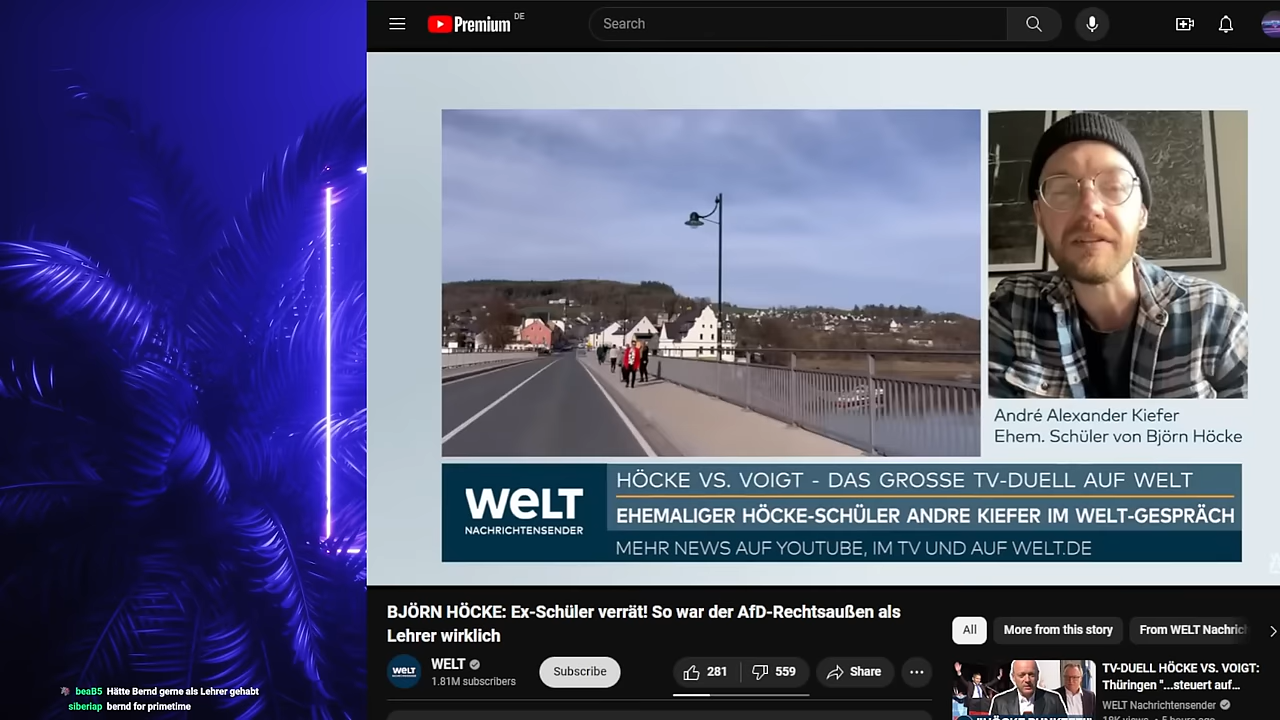 Premium DE
Search
André Alexander Kiefer
Ehem. Schüler von Björn Höcke
WELT
NACHRICHTENSENDER
HÖCKE VS. VOIGT - DAS GROSSE TV-DUELL AUF WELT
EHEMALIGER HÖCKE-SCHÜLER ANDRE KIEFER IM WELT-GESPRÄCH
MEHR NEWS AUF YOUTUBE, IM TV UND AUF WELT.DE
BJÖRN HÖCKE: Ex-Schüler verrät! So war der AfD-Rechtsaußen als
Lehrer wirklich
WELT
1.81M subscribers
Subscribe
281
559
Share
All
More from this story
From WELT Nachric
TV-DUELL HÖCKE VS. VOIGT:
Thüringen "...steuert auf...
WELT Nachrichtensender
beaB5 Hätte Bernd gerne als Lehrer gehabt
siberiap bernd for primetime